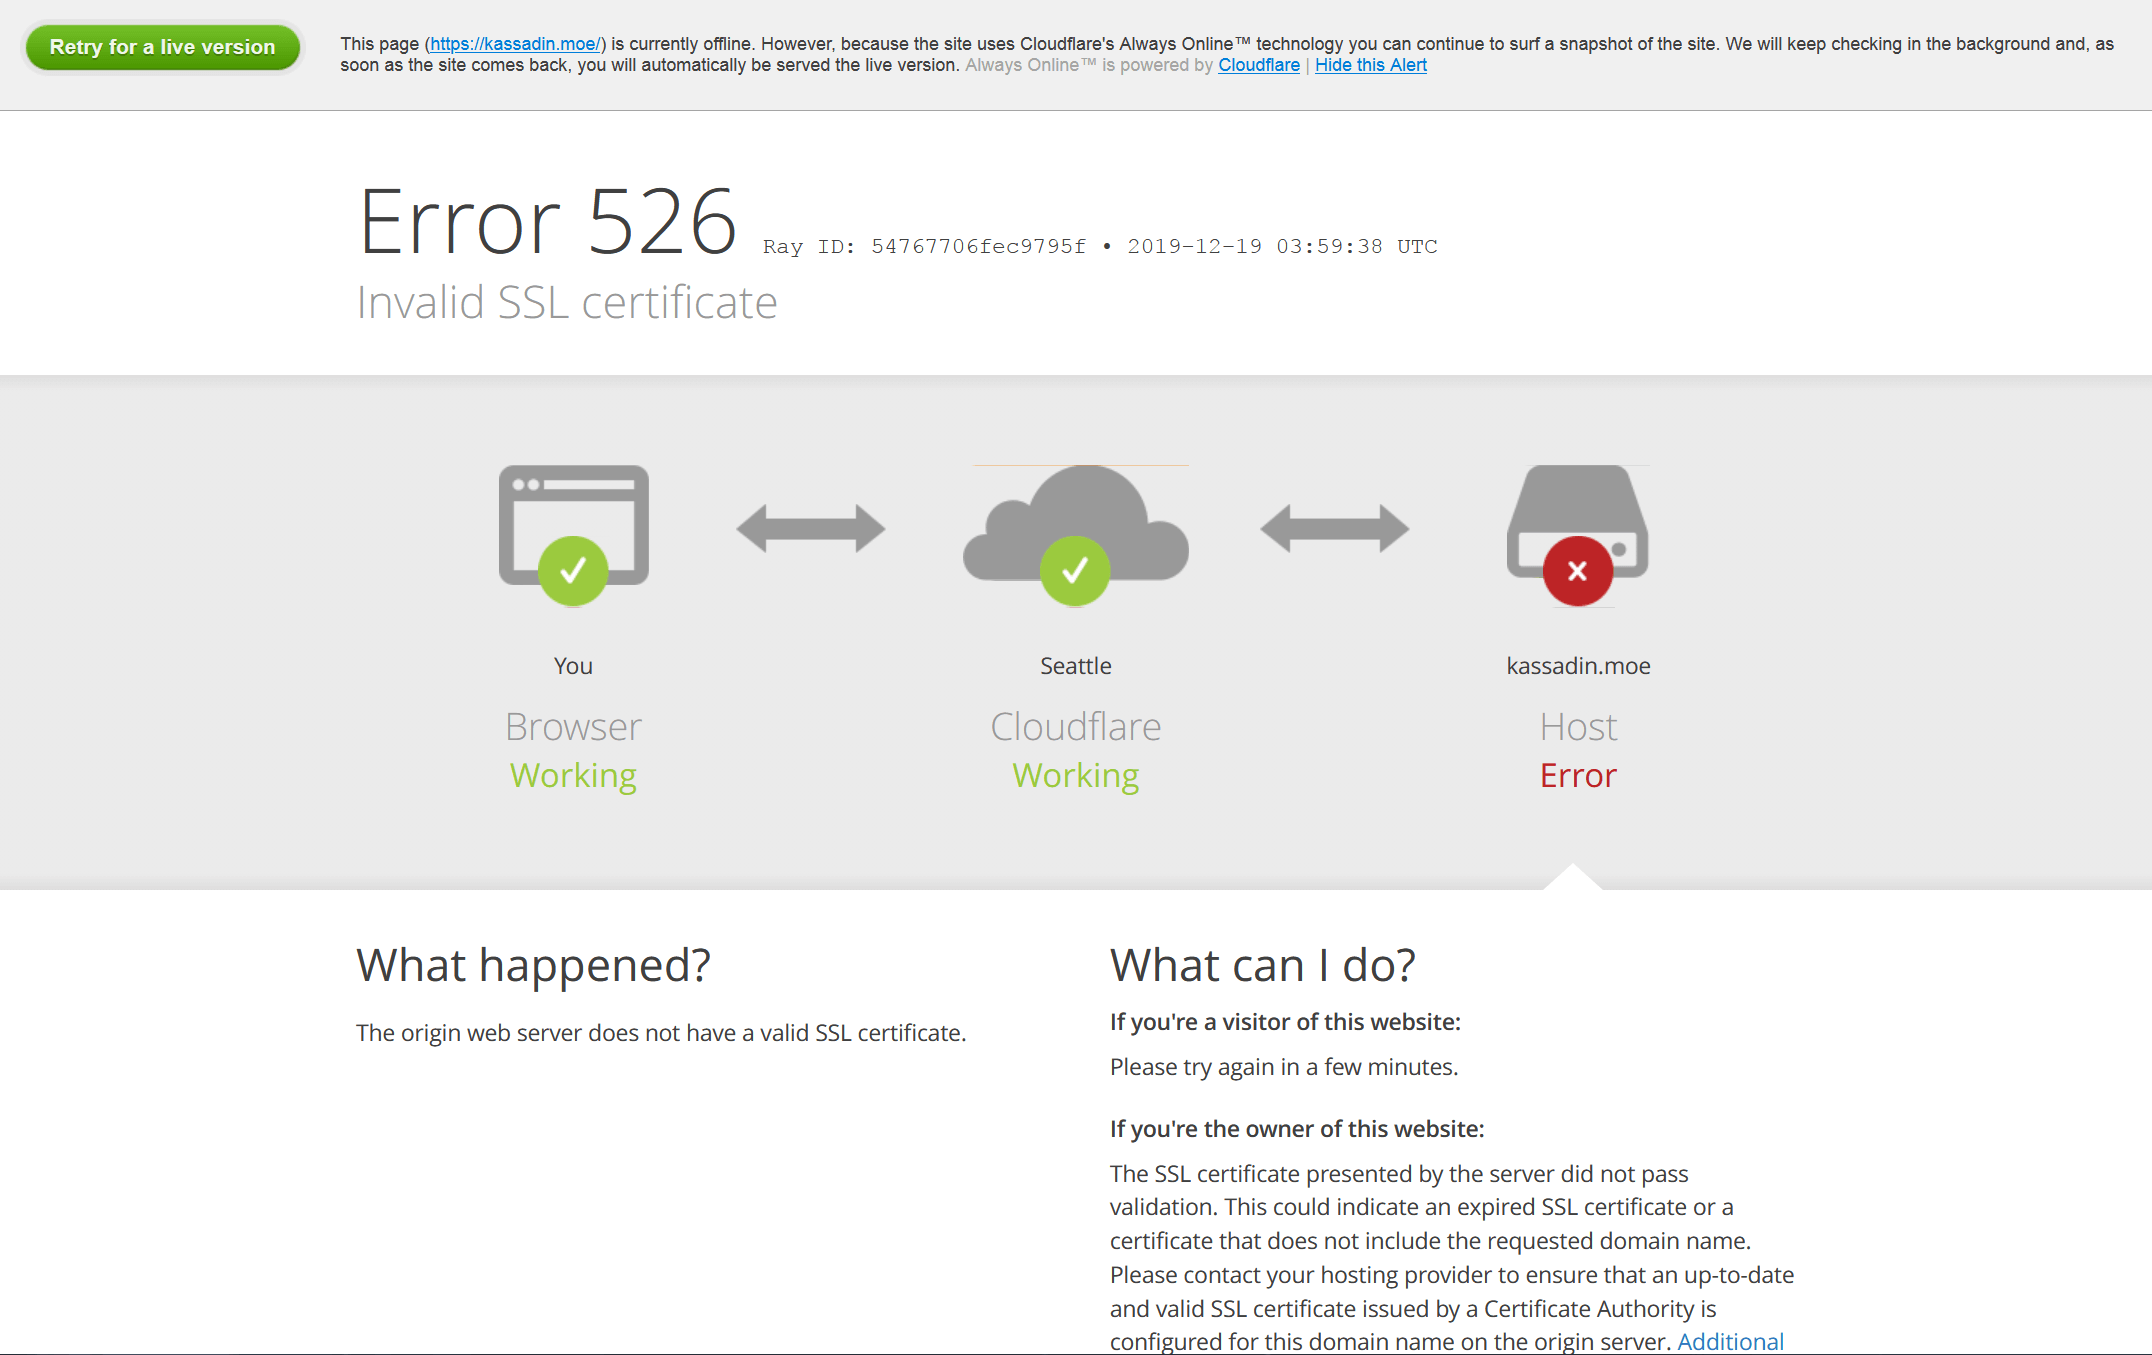 Retry for a live version
This page (https://kassadin.moe/) is currently offline. However, because the site uses Cloudflare's Always Online™ technology you can continue to surf a snapshot of the site. We will keep checking in the background and, as
soon as the site comes back, you will automatically be served the live version. Always Online™ is powered by Cloudflare | Hide this Alert
Error 526 Ray ID: 54767706fec9795f • 2019-12-19 03:59:38 UTC
Invalid SSL certificate
You
Browser
Working
Seattle
Cloudflare
Working
kassadin.moe
Host
Error
What happened?
The origin web server does not have a valid SSL certificate.
What can I do?
If you're a visitor of this website:
Please try again in a few minutes.
If you're the owner of this website:
The SSL certificate presented by the server did not pass
validation. This could indicate an expired SSL certificate or a
certificate that does not include the requested domain name.
Please contact your hosting provider to ensure that an up-to-date
and valid SSL certificate issued by a Certificate Authority is
configured for this domain name on the origin server. Additional